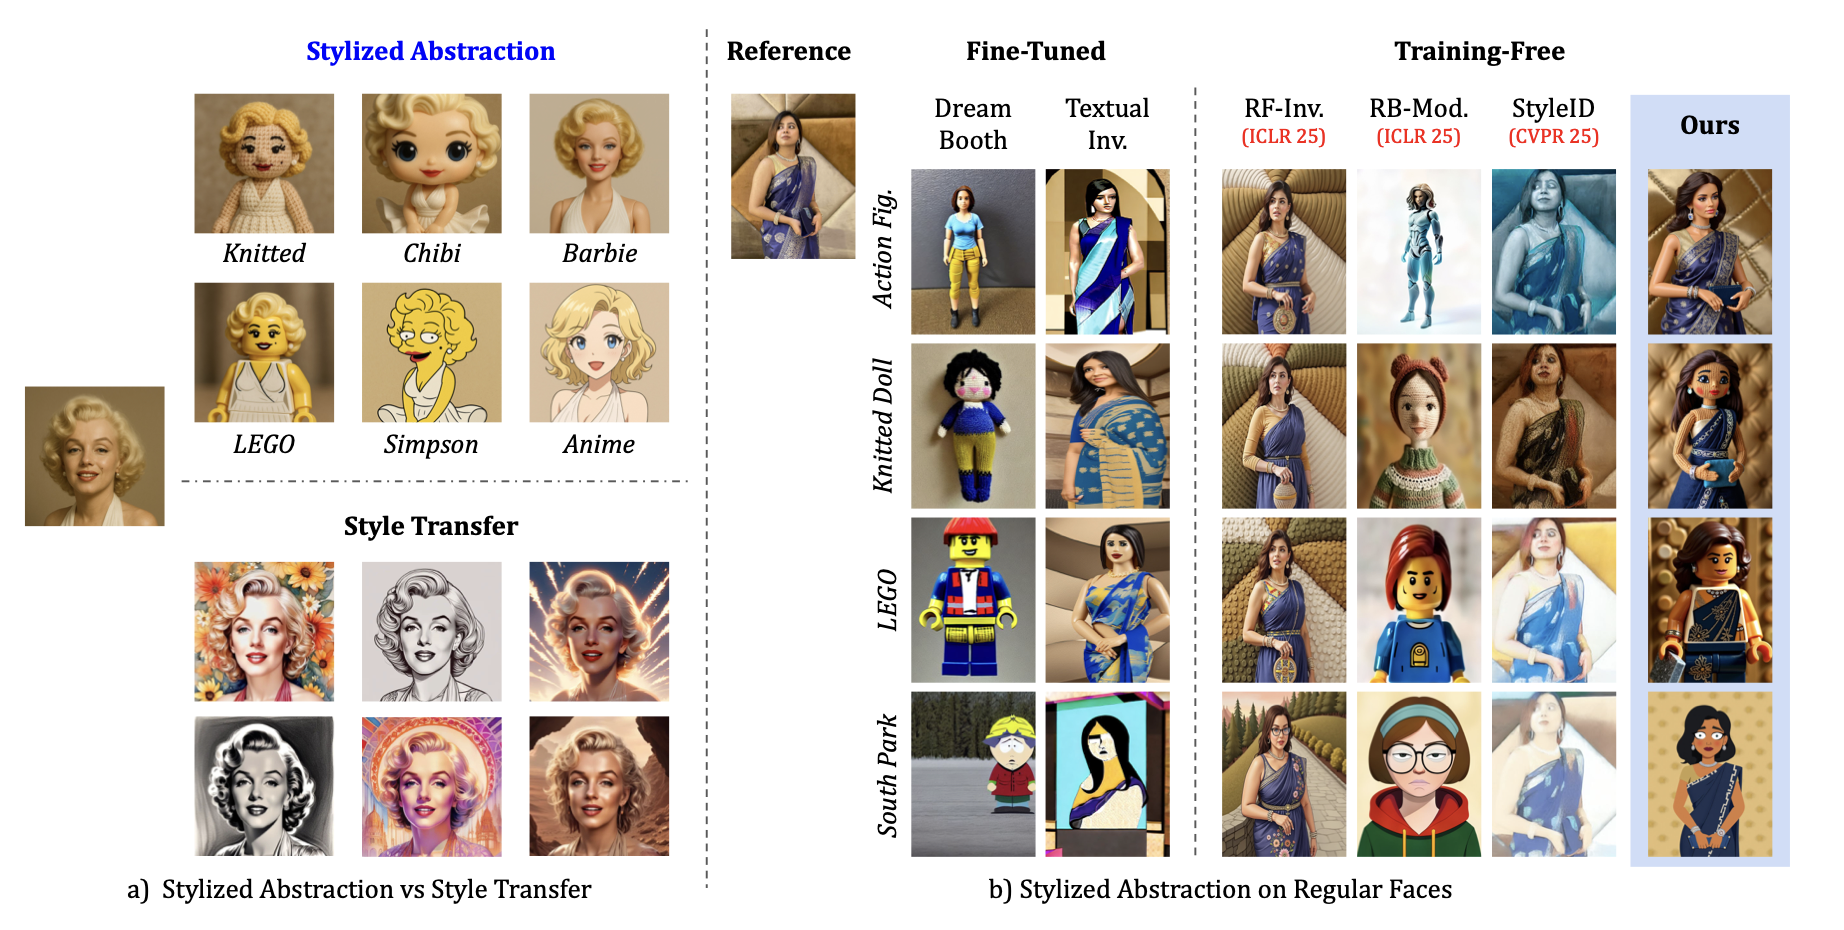 Stylized Abstraction
Knitted
Chibi
Barbie
LEGO
Simpson
Anime
Style Transfer
a) Stylized Abstraction vs Style Transfer
Reference
Fine-Tuned
Training-Free
Dream
Booth
Textual
Inv.
RF-Inv.
(ICLR 25)
RB-Mod.
(ICLR 25)
StyleID
(CVPR 25)
Ours
Action Fig.
Knitted Doll
LEGO
South Park
b) Stylized Abstraction on Regular Faces